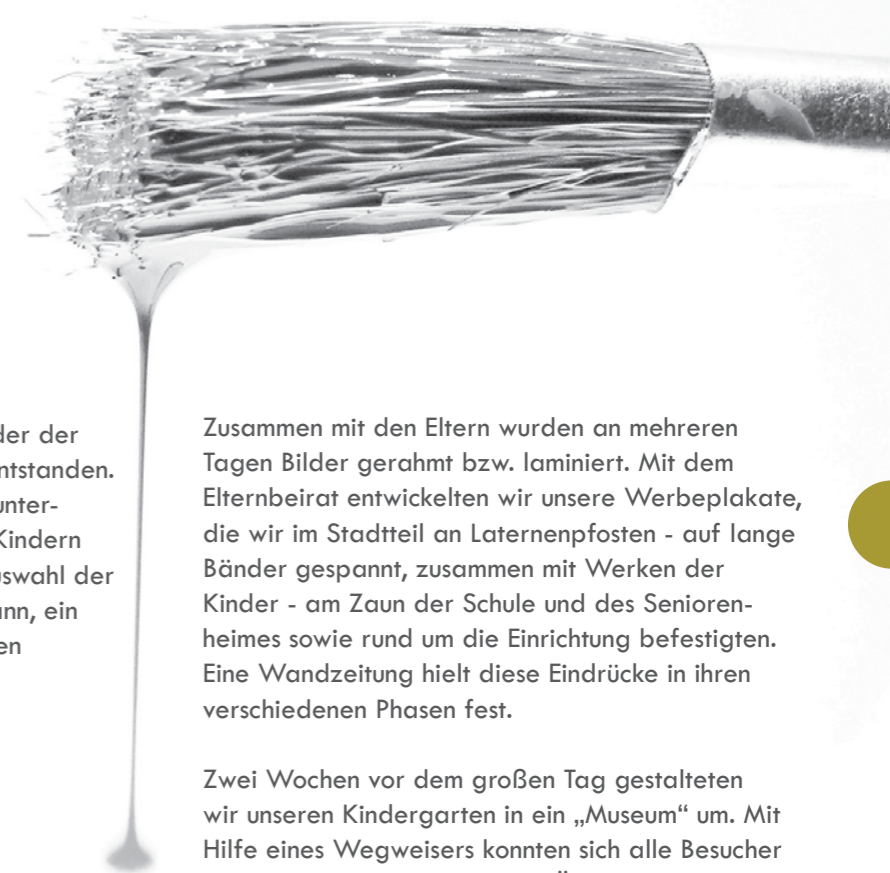 der der
ntstanden.
unter-
Kindern
uswahl der
ann, ein
en
Zusammen mit den Eltern wurden an mehreren
Tagen Bilder gerahmt bzw. laminiert. Mit dem
Elternbeirat entwickelten wir unsere Werbeplakate,
die wir im Stadtteil an Laternenpfosten - auf lange
Bänder gespannt, zusammen mit Werken der
Kinder - am Zaun der Schule und des Senioren-
heimes sowie rund um die Einrichtung befestigten.
Eine Wandzeitung hielt diese Eindrücke in ihren
verschiedenen Phasen fest.
Zwei Wochen vor dem großen Tag gestalteten
wir unseren Kindergarten in ein „Museum“ um. Mit
Hilfe eines Wegweisers konnten sich alle Besucher